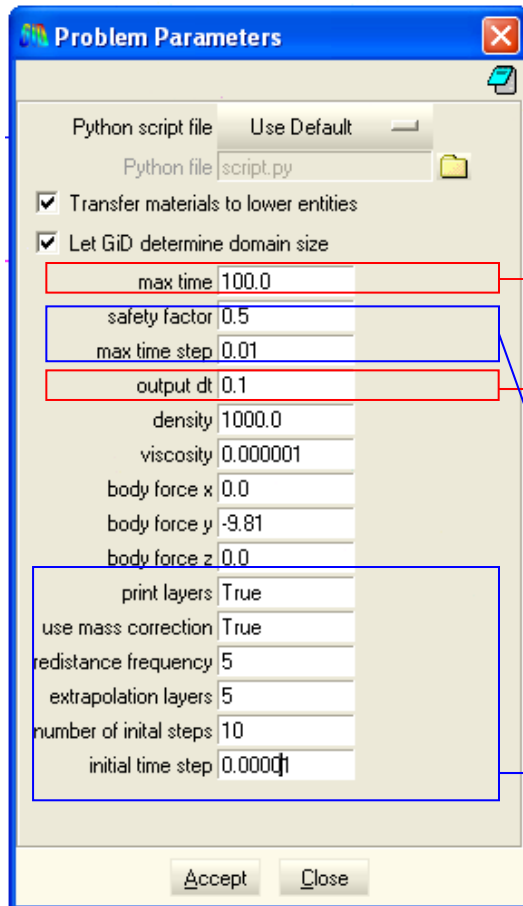 Problem Parameters
Python script file Use Default
Python file script.py
Transfer materials to lower entities
Let GiD determine domain size
max time 100.0
safety factor 0.5
max time step 0.01
output dt 0.1
density 1000.0
viscosity 0.000001
body force x 0.0
body force y -9.81
body force z 0.0
print layers True
use mass correction True
redistance frequency 5
extrapolation layers 5
number of inital steps 10
initial time step 0.00001
Accept Close